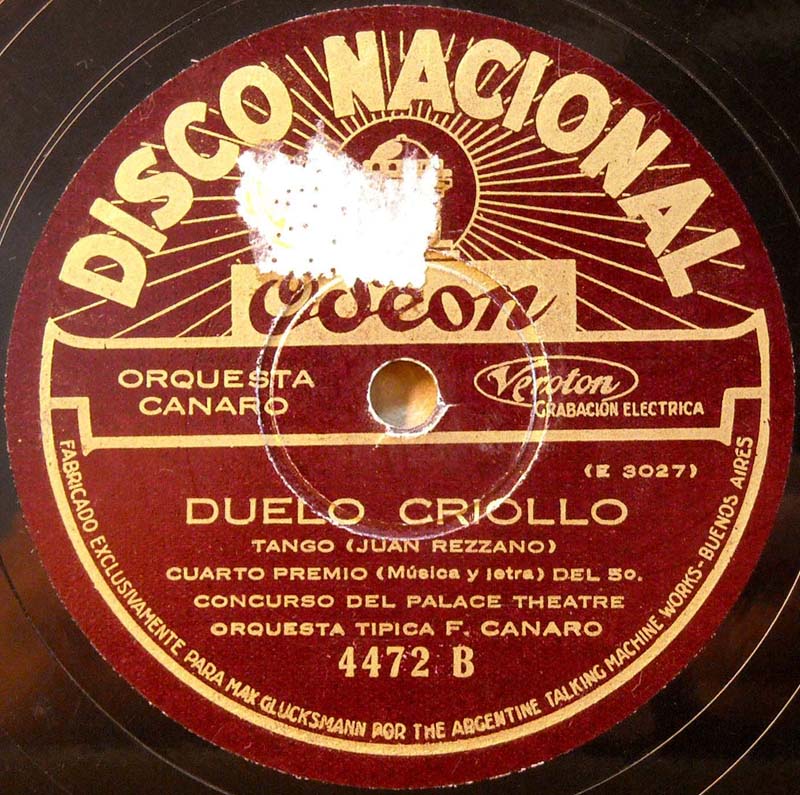 DISCO NACIONAL
Odeon
ORQUESTA
CANARO
Veroton
GRABACIÓN ELECTRICA
(E 3027)
DUELO CRIOLLO
TANGO (JUAN REZZANO)
CUARTO PREMIO (Música y letra) DEL 5o.
CONCURSO DEL PALACE THEATRE
ORQUESTA TIPICA F. CANARO
4472 B
FABRICADO EXCLUSIVAMENTE PARA MAX GLUCKSMANN POR THE ARGENTINE TALKING MACHINE WORKS-BUENOS AIRES